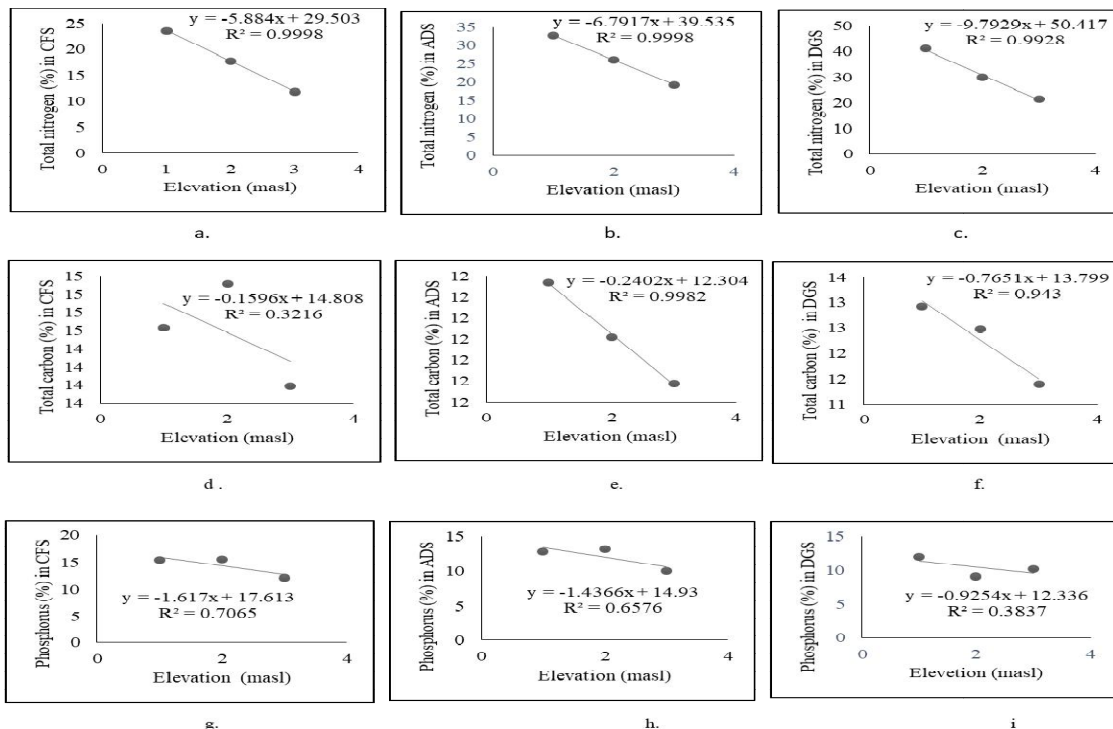 y = -5.884x + 29.503
R² = 0.9998
Total nitrogen (%) in CFS
25
20
15
10
5
0
0 1 2 3 4
Elevation (masl)
a.
y = -6.7917x + 39.535
R² = 0.9998
Total nitrogen (%) in ADS
35
30
25
20
15
10
5
0
0 2 4
Elevation (masl)
b.
y = -9.7929x + 50.417
R² = 0.9928
Total nitrogen (%) in DGS
50
40
30
20
10
0
0 2 4
Elevation (masl)
c.
y = -0.1596x + 14.808
R² = 0.3216
Total carbon (%) in CFS
15
15
15
15
14
14
14
14
0 2 4
Elevation (masl)
d .
y = -0.2402x + 12.304
R² = 0.9982
Total carbon (%) in ADS
12
12
12
12
12
12
12
0 2 4
Elevation (masl)
e.
y = -0.7651x + 13.799
R² = 0.943
Total carbon (%) in DGS
14
13
13
12
12
11
0 2 4
Elevation (masl)
f.
y = -1.617x + 17.613
R² = 0.7065
Phosphorus (%) in CFS
20
15
10
5
0
0 2 4
Elevation (masl)
g.
y = -1.4366x + 14.93
R² = 0.6576
Phosphorus (%) in ADS
15
10
5
0
0 2 4
Elevation (masl)
h.
y = -0.9254x + 12.336
R² = 0.3837
Phosphorus (%) in DGS
15
10
5
0
0 2 4
Elevetion (masl)
i